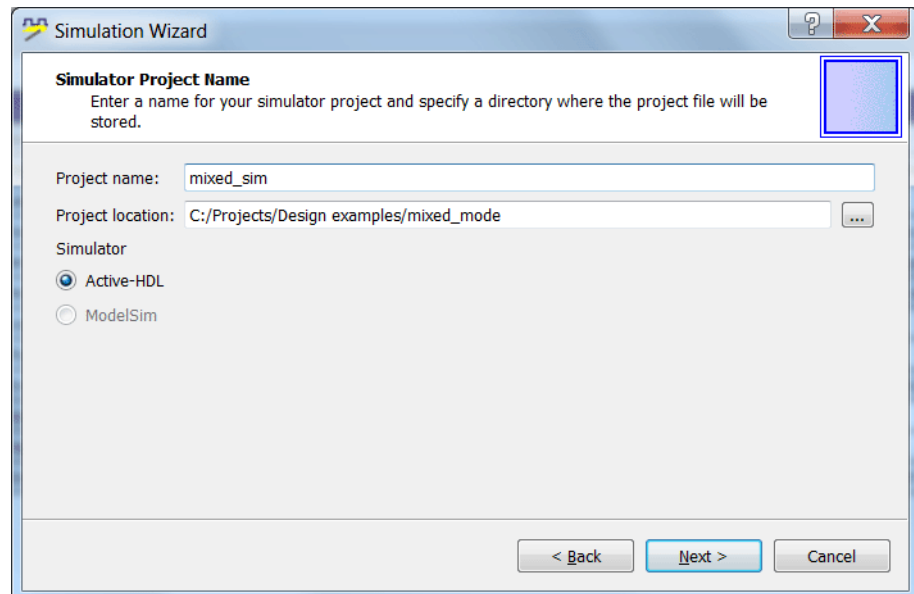 Simulation Wizard
Simulator Project Name
Enter a name for your simulator project and specify a directory where the project file will be
stored.
Project name: mixed_sim
Project location: C:/Projects/Design examples/mixed_mode ...
Simulator
Active-HDL
ModelSim
< Back Next > Cancel